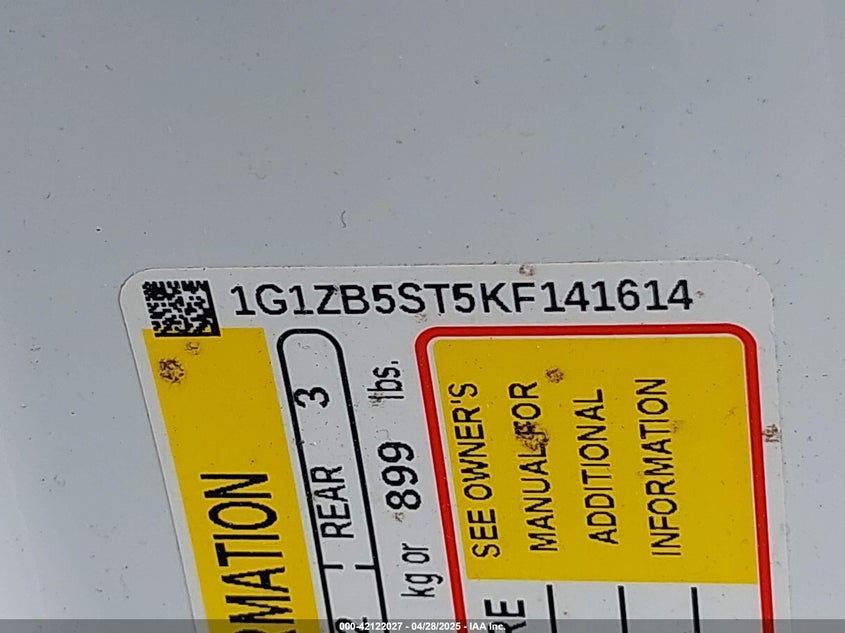 1G1ZB5ST5KF141614
RMATION
REAR 3
kg or 899 lbs.
SEE OWNER'S
MANUAL FOR
ADDITIONAL
INFORMATION
000-42122027 - 04/28/2025 - IAA Inc.